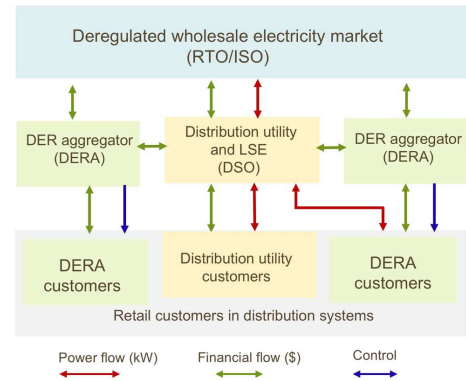 Deregulated wholesale electricity market
(RTO/ISO)
DER aggregator
(DERA)
Distribution utility
and LSE
(DSO)
DER aggregator
(DERA)
DERA
customers
Distribution utility
customers
DERA
customers
Retail customers in distribution systems
Power flow (kW)
Financial flow ($)
Control